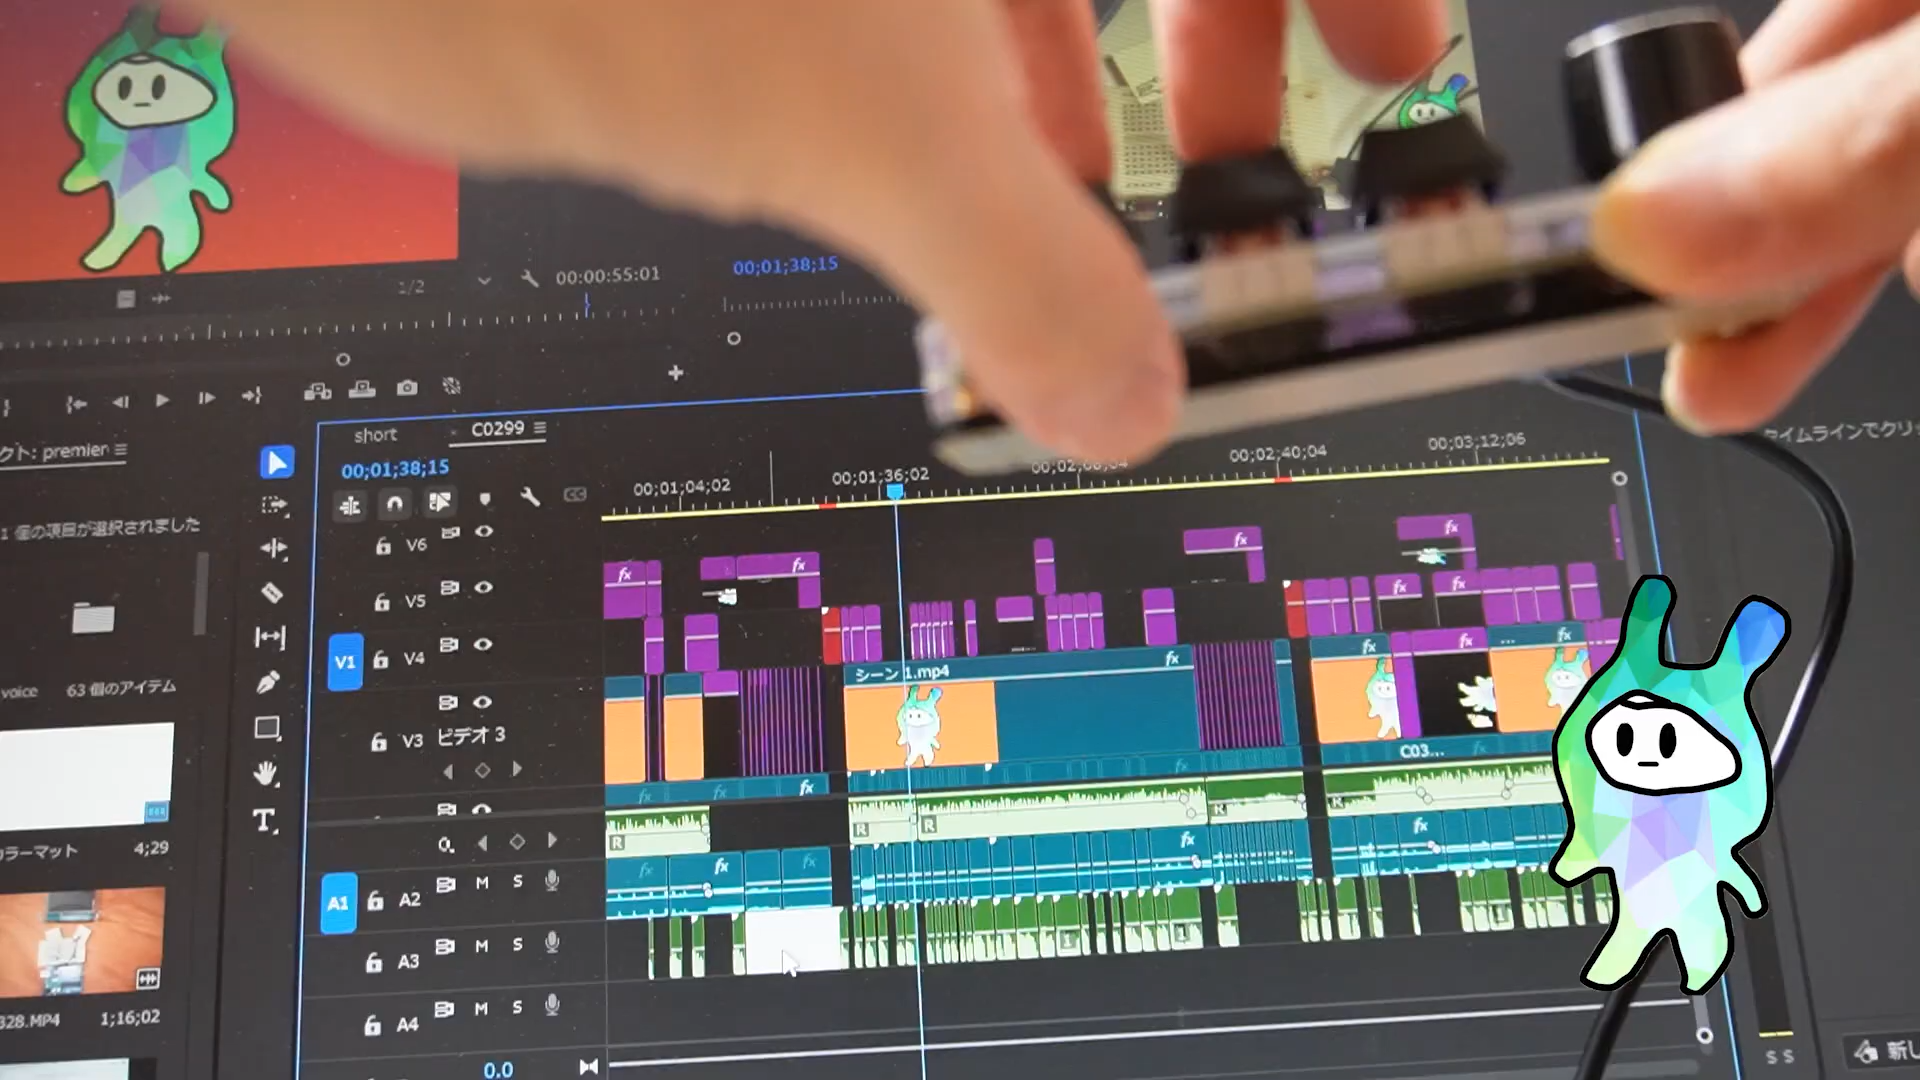 1/2
00:00:55:01
00;01;38;15
クト: premier
short
C0299
00;01;38;15
00;01;04;02
00;01;36;02
00;02;40;04
00;03;12;06
タイムラインでクリッ
1 個の項目が選択されました
V6
V5
V1
V4
シーン 1.mp4
fx
voice
63 個のアイテム
V3 ビデオ 3
C03...
カラーマット
4;29
R
R
R
R
A1
A2
M
S
A3
M
S
A4
M
S
328.MP4
1;16;02
0.0
S S
新し